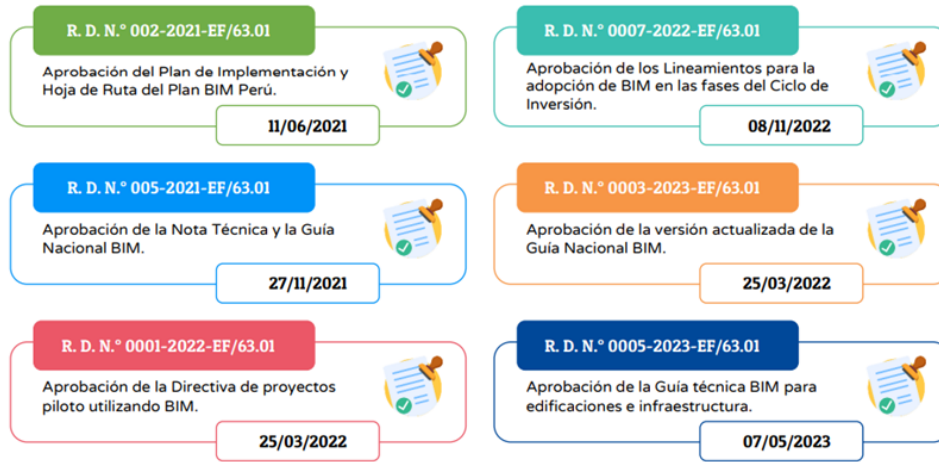 R. D. N.° 002-2021-EF/63.01
Aprobación del Plan de Implementación y
Hoja de Ruta del Plan BIM Perú.
11/06/2021
R. D. N.° 005-2021-EF/63.01
Aprobación de la Nota Técnica y la Guía
Nacional BIM.
27/11/2021
R. D. N.° 0001-2022-EF/63.01
Aprobación de la Directiva de proyectos
piloto utilizando BIM.
25/03/2022
R. D. N.° 0007-2022-EF/63.01
Aprobación de los Lineamientos para la
adopción de BIM en las fases del Ciclo de
Inversión.
08/11/2022
R. D. N.° 0003-2023-EF/63.01
Aprobación de la versión actualizada de la
Guía Nacional BIM.
25/03/2022
R. D. N.° 0005-2023-EF/63.01
Aprobación de la Guía técnica BIM para
edificaciones e infraestructura.
07/05/2023